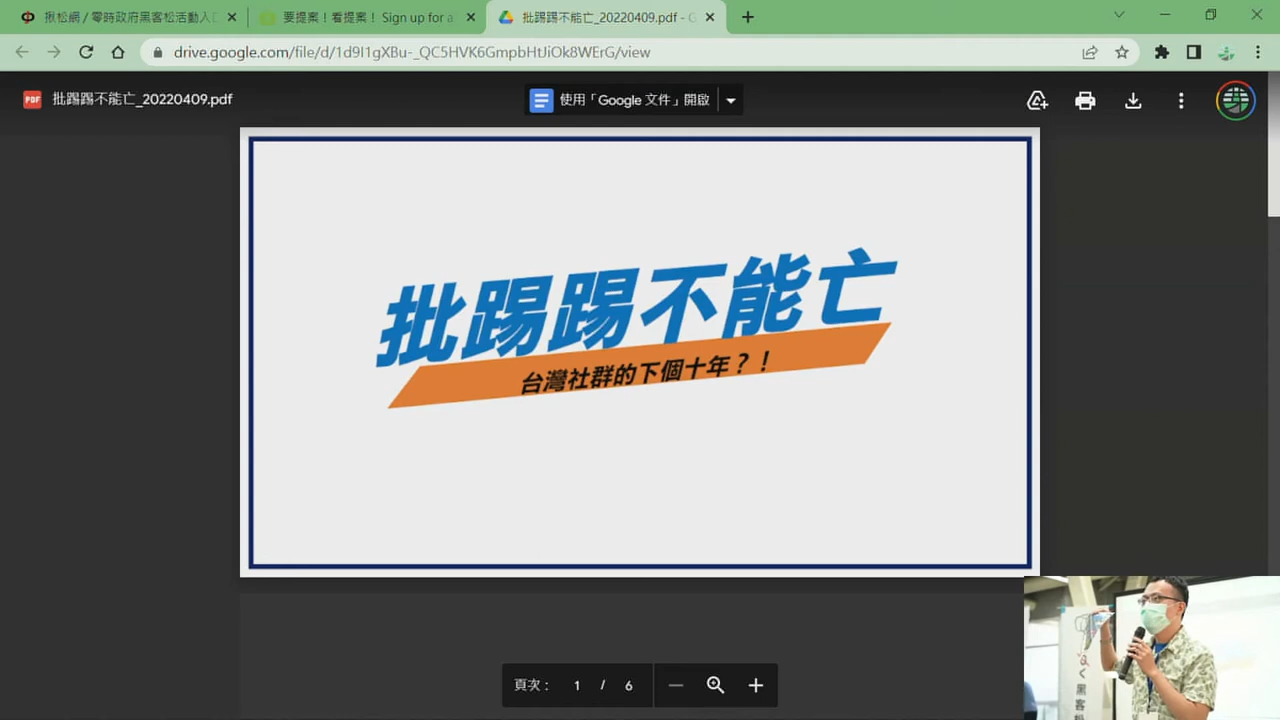 揪松網 / 零時政府黑客松活動入
要提案！看提案！ Sign up for a
批踢踢不能亡_20220409.pdf - G
drive.google.com/file/d/1d9I1gXBu-_QC5HVK6GmpbHtJiOk8WErG/view
PDF 批踢踢不能亡_20220409.pdf
使用「Google 文件」開啟
批踢踢不能亡
台灣社群的下個十年？！
頁次： 1 / 6
黑客松